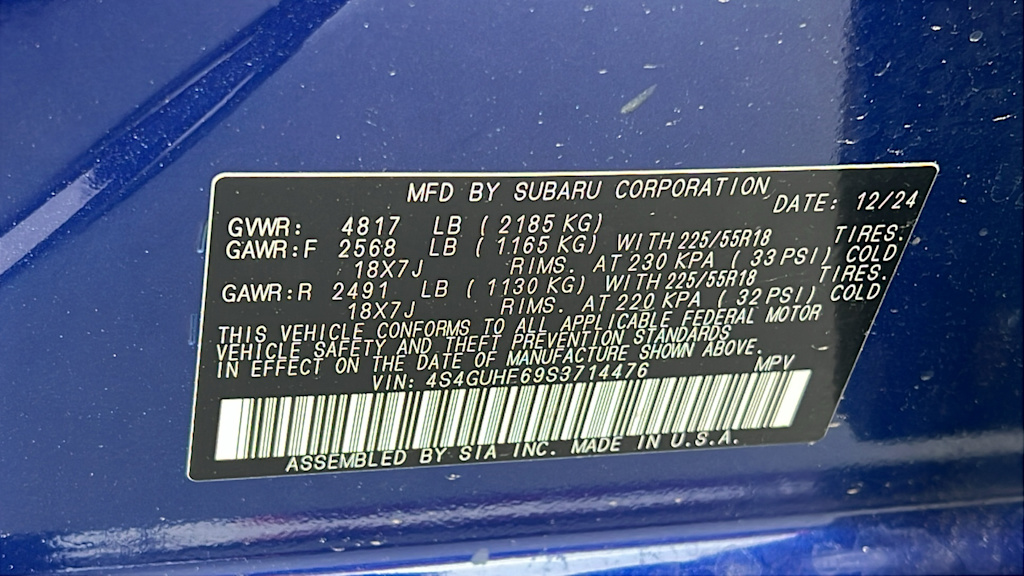 MFD BY SUBARU CORPORATION
DATE: 12/24
GVWR: 4817 LB ( 2185 KG)
GAWR:F 2568 LB ( 1165 KG) WITH 225/55R18 TIRES.
18X7J RIMS. AT 230 KPA ( 33 PSI) COLD
GAWR:R 2491 LB ( 1130 KG) WITH 225/55R18 TIRES.
18X7J RIMS. AT 220 KPA ( 32 PSI) COLD
THIS VEHICLE CONFORMS TO ALL APPLICABLE FEDERAL MOTOR
VEHICLE SAFETY AND THEFT PREVENTION STANDARDS
IN EFFECT ON THE DATE OF MANUFACTURE SHOWN ABOVE.
VIN: 4S4GUHF69S3714476 MPV
ASSEMBLED BY SIA INC. MADE IN U.S.A.